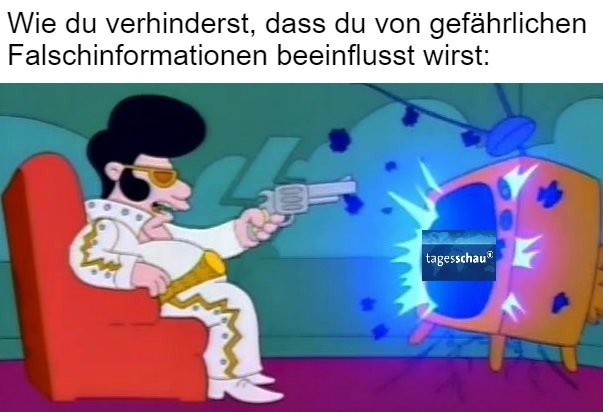 Wie du verhinderst, dass du von gefährlichen
Falschinformationen beeinflusst wirst:
tagesschau®